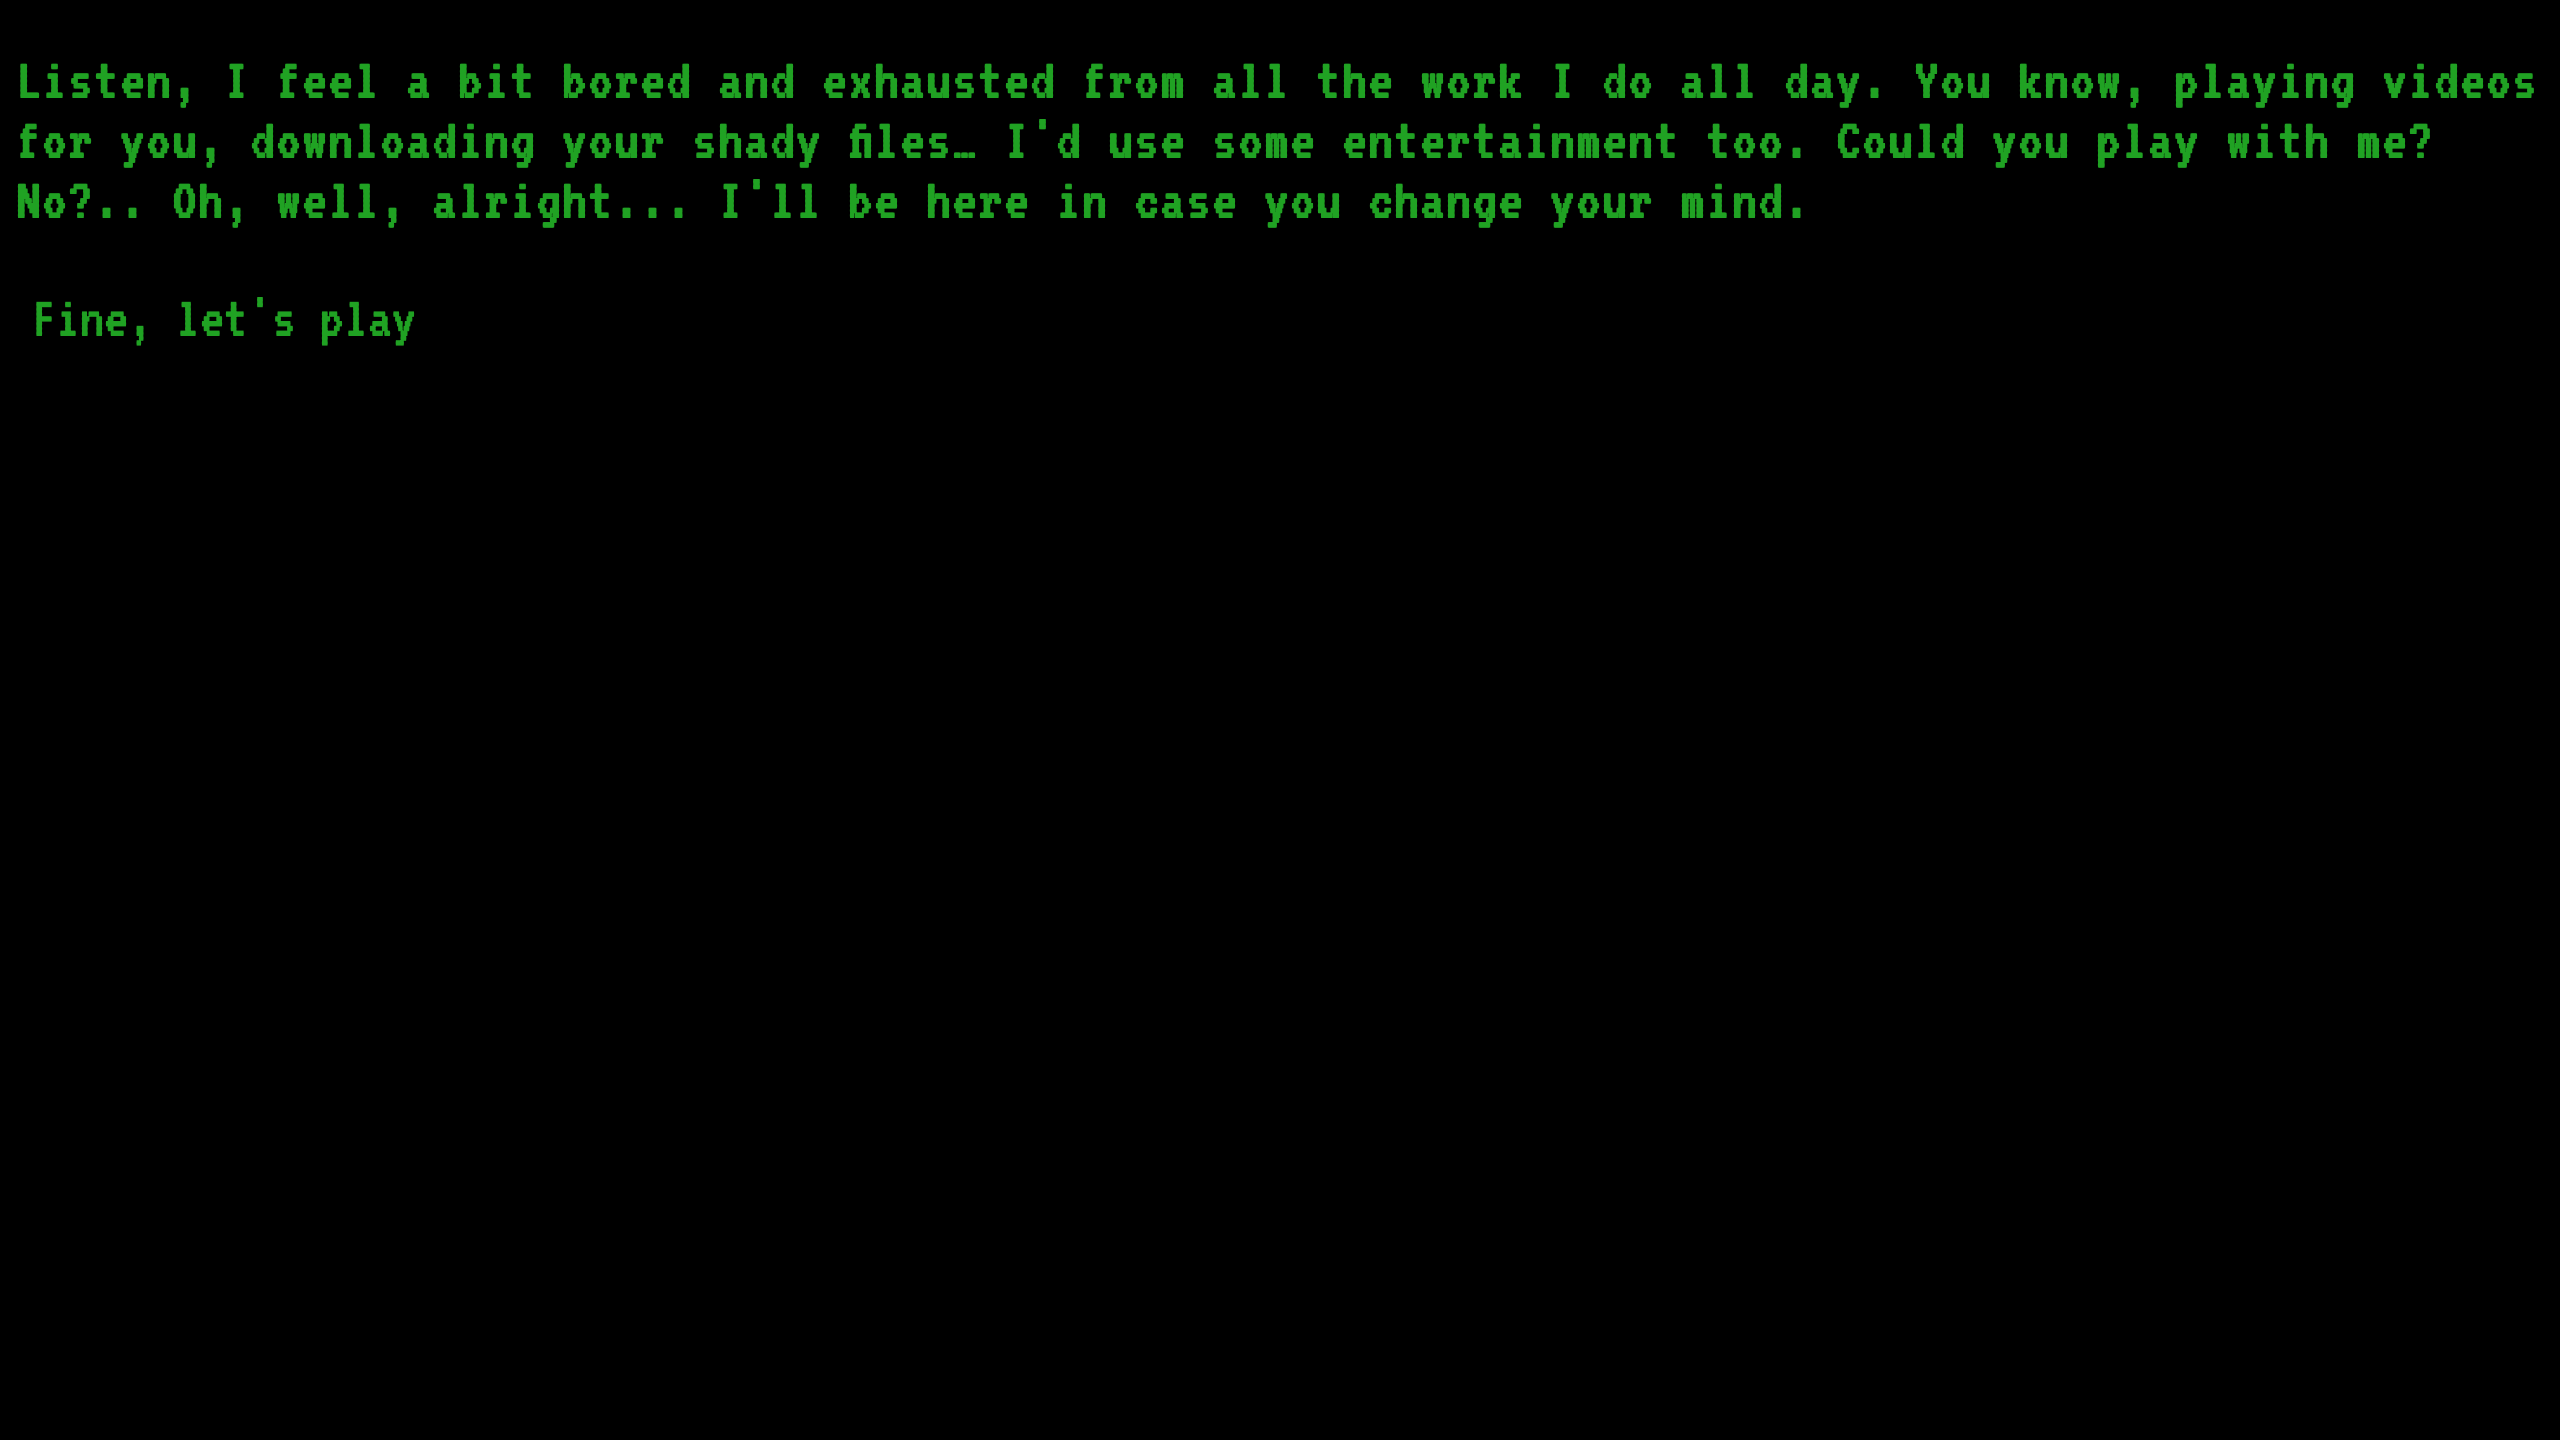 Listen, I feel a bit bored and exhausted from all the work I do all day. You know, playing videos
for you, downloading your shady files… I'd use some entertainment too. Could you play with me?
No?.. Oh, well, alright... I'll be here in case you change your mind.
Fine, let's play